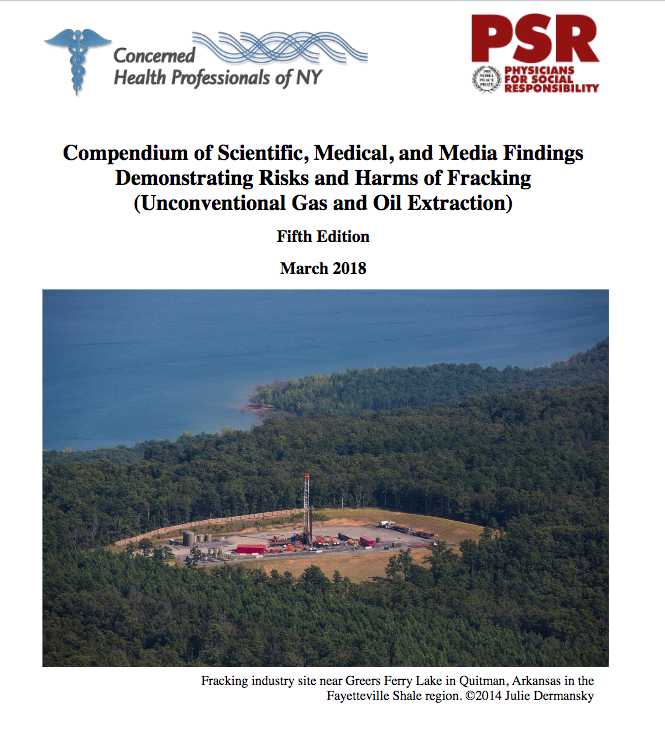 Concerned
Health Professionals of NY
PSR
PHYSICIANS
FOR SOCIAL
RESPONSIBILITY
Compendium of Scientific, Medical, and Media Findings
Demonstrating Risks and Harms of Fracking
(Unconventional Gas and Oil Extraction)
Fifth Edition
March 2018
Fracking industry site near Greers Ferry Lake in Quitman, Arkansas in the
Fayetteville Shale region. ©2014 Julie Dermansky